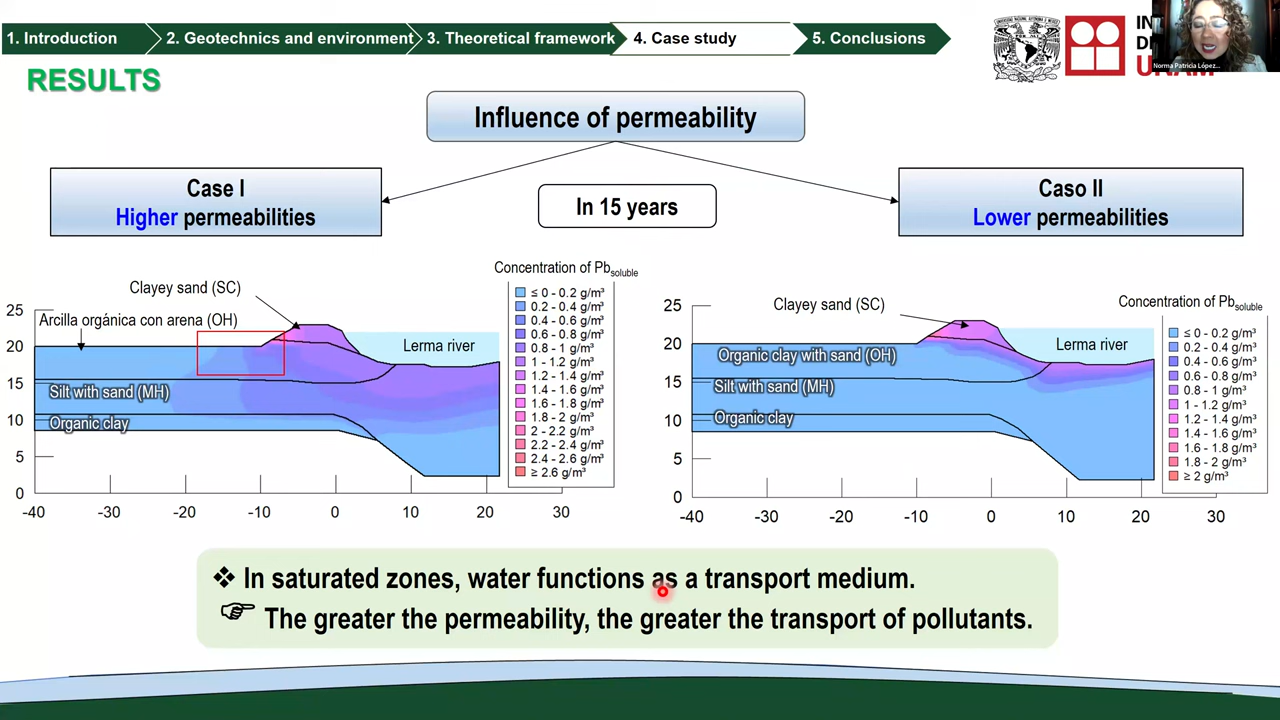 1. Introduction
2. Geotechnics and environment
3. Theoretical framework
4. Case study
5. Conclusions
RESULTS
Norma Patricia López...
UNAM
Influence of permeability
Case I
Higher permeabilities
In 15 years
Caso II
Lower permeabilities
Concentration of Pbsoluble
≤ 0 - 0.2 g/m³
0.2 - 0.4 g/m³
0.4 - 0.6 g/m³
0.6 - 0.8 g/m³
0.8 - 1 g/m³
1 - 1.2 g/m³
1.2 - 1.4 g/m³
1.4 - 1.6 g/m³
1.6 - 1.8 g/m³
1.8 - 2 g/m³
2 - 2.2 g/m³
2.2 - 2.4 g/m³
2.4 - 2.6 g/m³
≥ 2.6 g/m³
Clayey sand (SC)
Arcilla orgánica con arena (OH)
Lerma river
Silt with sand (MH)
Organic clay
25
20
15
10
5
0
-40 -30 -20 -10 0 10 20 30
Concentration of Pbsoluble
≤ 0 - 0.2 g/m³
0.2 - 0.4 g/m³
0.4 - 0.6 g/m³
0.6 - 0.8 g/m³
0.8 - 1 g/m³
1 - 1.2 g/m³
1.2 - 1.4 g/m³
1.4 - 1.6 g/m³
1.6 - 1.8 g/m³
1.8 - 2 g/m³
≥ 2 g/m³
Clayey sand (SC)
Lerma river
Organic clay with sand (OH)
Silt with sand (MH)
Organic clay
25
20
15
10
5
0
-40 -30 -20 -10 0 10 20 30
❖ In saturated zones, water functions as a transport medium.
The greater the permeability, the greater the transport of pollutants.